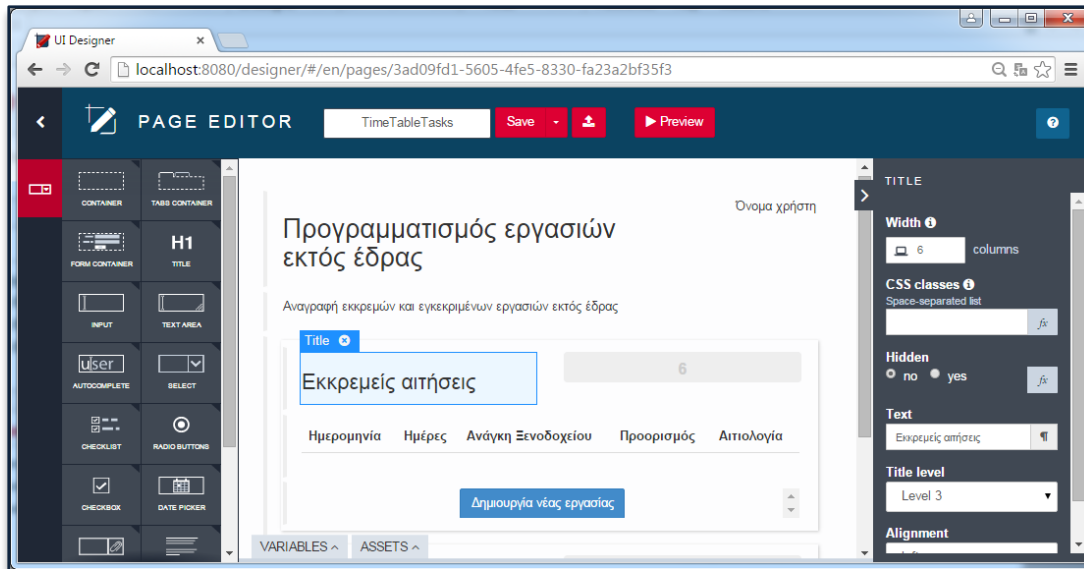 UI Designer
localhost:8080/designer/#/en/pages/3ad09fd1-5605-4fe5-8330-fa23a2bf35f3
PAGE EDITOR
TimeTableTasks
Save
Preview
CONTAINER
TABS CONTAINER
FORM CONTAINER
H1
TITLE
INPUT
TEXT AREA
user
AUTOCOMPLETE
SELECT
CHECKLIST
RADIO BUTTONS
CHECKBOX
DATE PICKER
Όνομα χρήστη
Προγραμματισμός εργασιών
εκτός έδρας
Αναγραφή εκκρεμών και εγκεκριμένων εργασιών εκτός έδρας
Title
Εκκρεμείς αιτήσεις
6
Ημερομηνία Ημέρες Ανάγκη Ξενοδοχείου Προορισμός Αιτιολογία
Δημιουργία νέας εργασίας
VARIABLES ASSETS
TITLE
Width
6 columns
CSS classes
Space-separated list
fx
Hidden
no yes
fx
Text
Εκκρεμείς αιτήσεις ¶
Title level
Level 3
Alignment